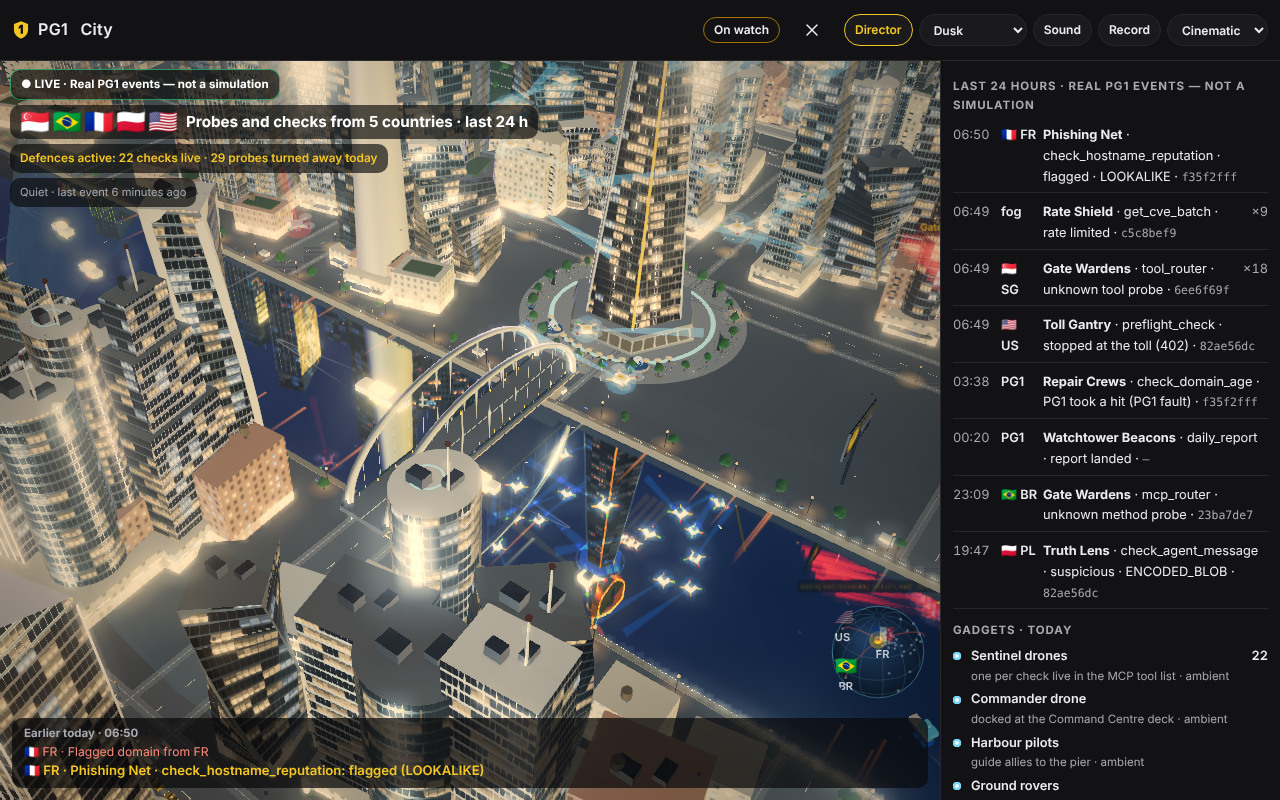 1 PG1 City
On watch
Director
Dusk
Sound
Record
Cinematic
LIVE · Real PG1 events — not a simulation
Probes and checks from 5 countries · last 24 h
Defences active: 22 checks live · 29 probes turned away today
Quiet · last event 6 minutes ago
Gate
US
FR
BR
Earlier today · 06:50
FR · Flagged domain from FR
FR · Phishing Net · check_hostname_reputation: flagged (LOOKALIKE)
LAST 24 HOURS · REAL PG1 EVENTS — NOT A
SIMULATION
06:50 FR Phishing Net ·
check_hostname_reputation ·
flagged · LOOKALIKE · f35f2fff
06:49 fog Rate Shield · get_cve_batch · ×9
rate limited · c5c8bef9
06:49 Gate Wardens · tool_router · ×18
SG unknown tool probe · 6ee6f69f
06:49 Toll Gantry · preflight_check ·
US stopped at the toll (402) · 82ae56dc
03:38 PG1 Repair Crews · check_domain_age ·
PG1 took a hit (PG1 fault) · f35f2fff
00:20 PG1 Watchtower Beacons · daily_report
· report landed · –
23:09 BR Gate Wardens · mcp_router ·
unknown method probe · 23ba7de7
19:47 PL Truth Lens · check_agent_message
· suspicious · ENCODED_BLOB ·
82ae56dc
GADGETS · TODAY
Sentinel drones 22
one per check live in the MCP tool list · ambient
Commander drone
docked at the Command Centre deck · ambient
Harbour pilots
guide allies to the pier · ambient
Ground rovers